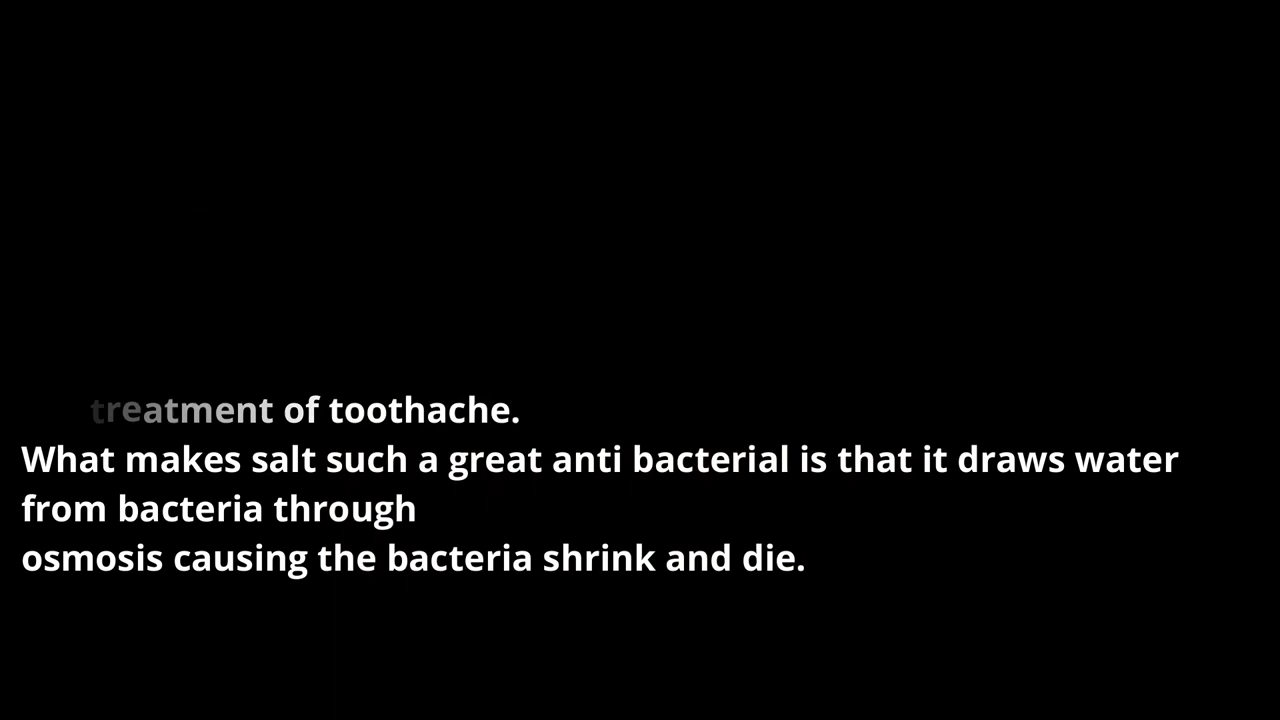 treatment of toothache.
What makes salt such a great anti bacterial is that it draws water
from bacteria through
osmosis causing the bacteria shrink and die.